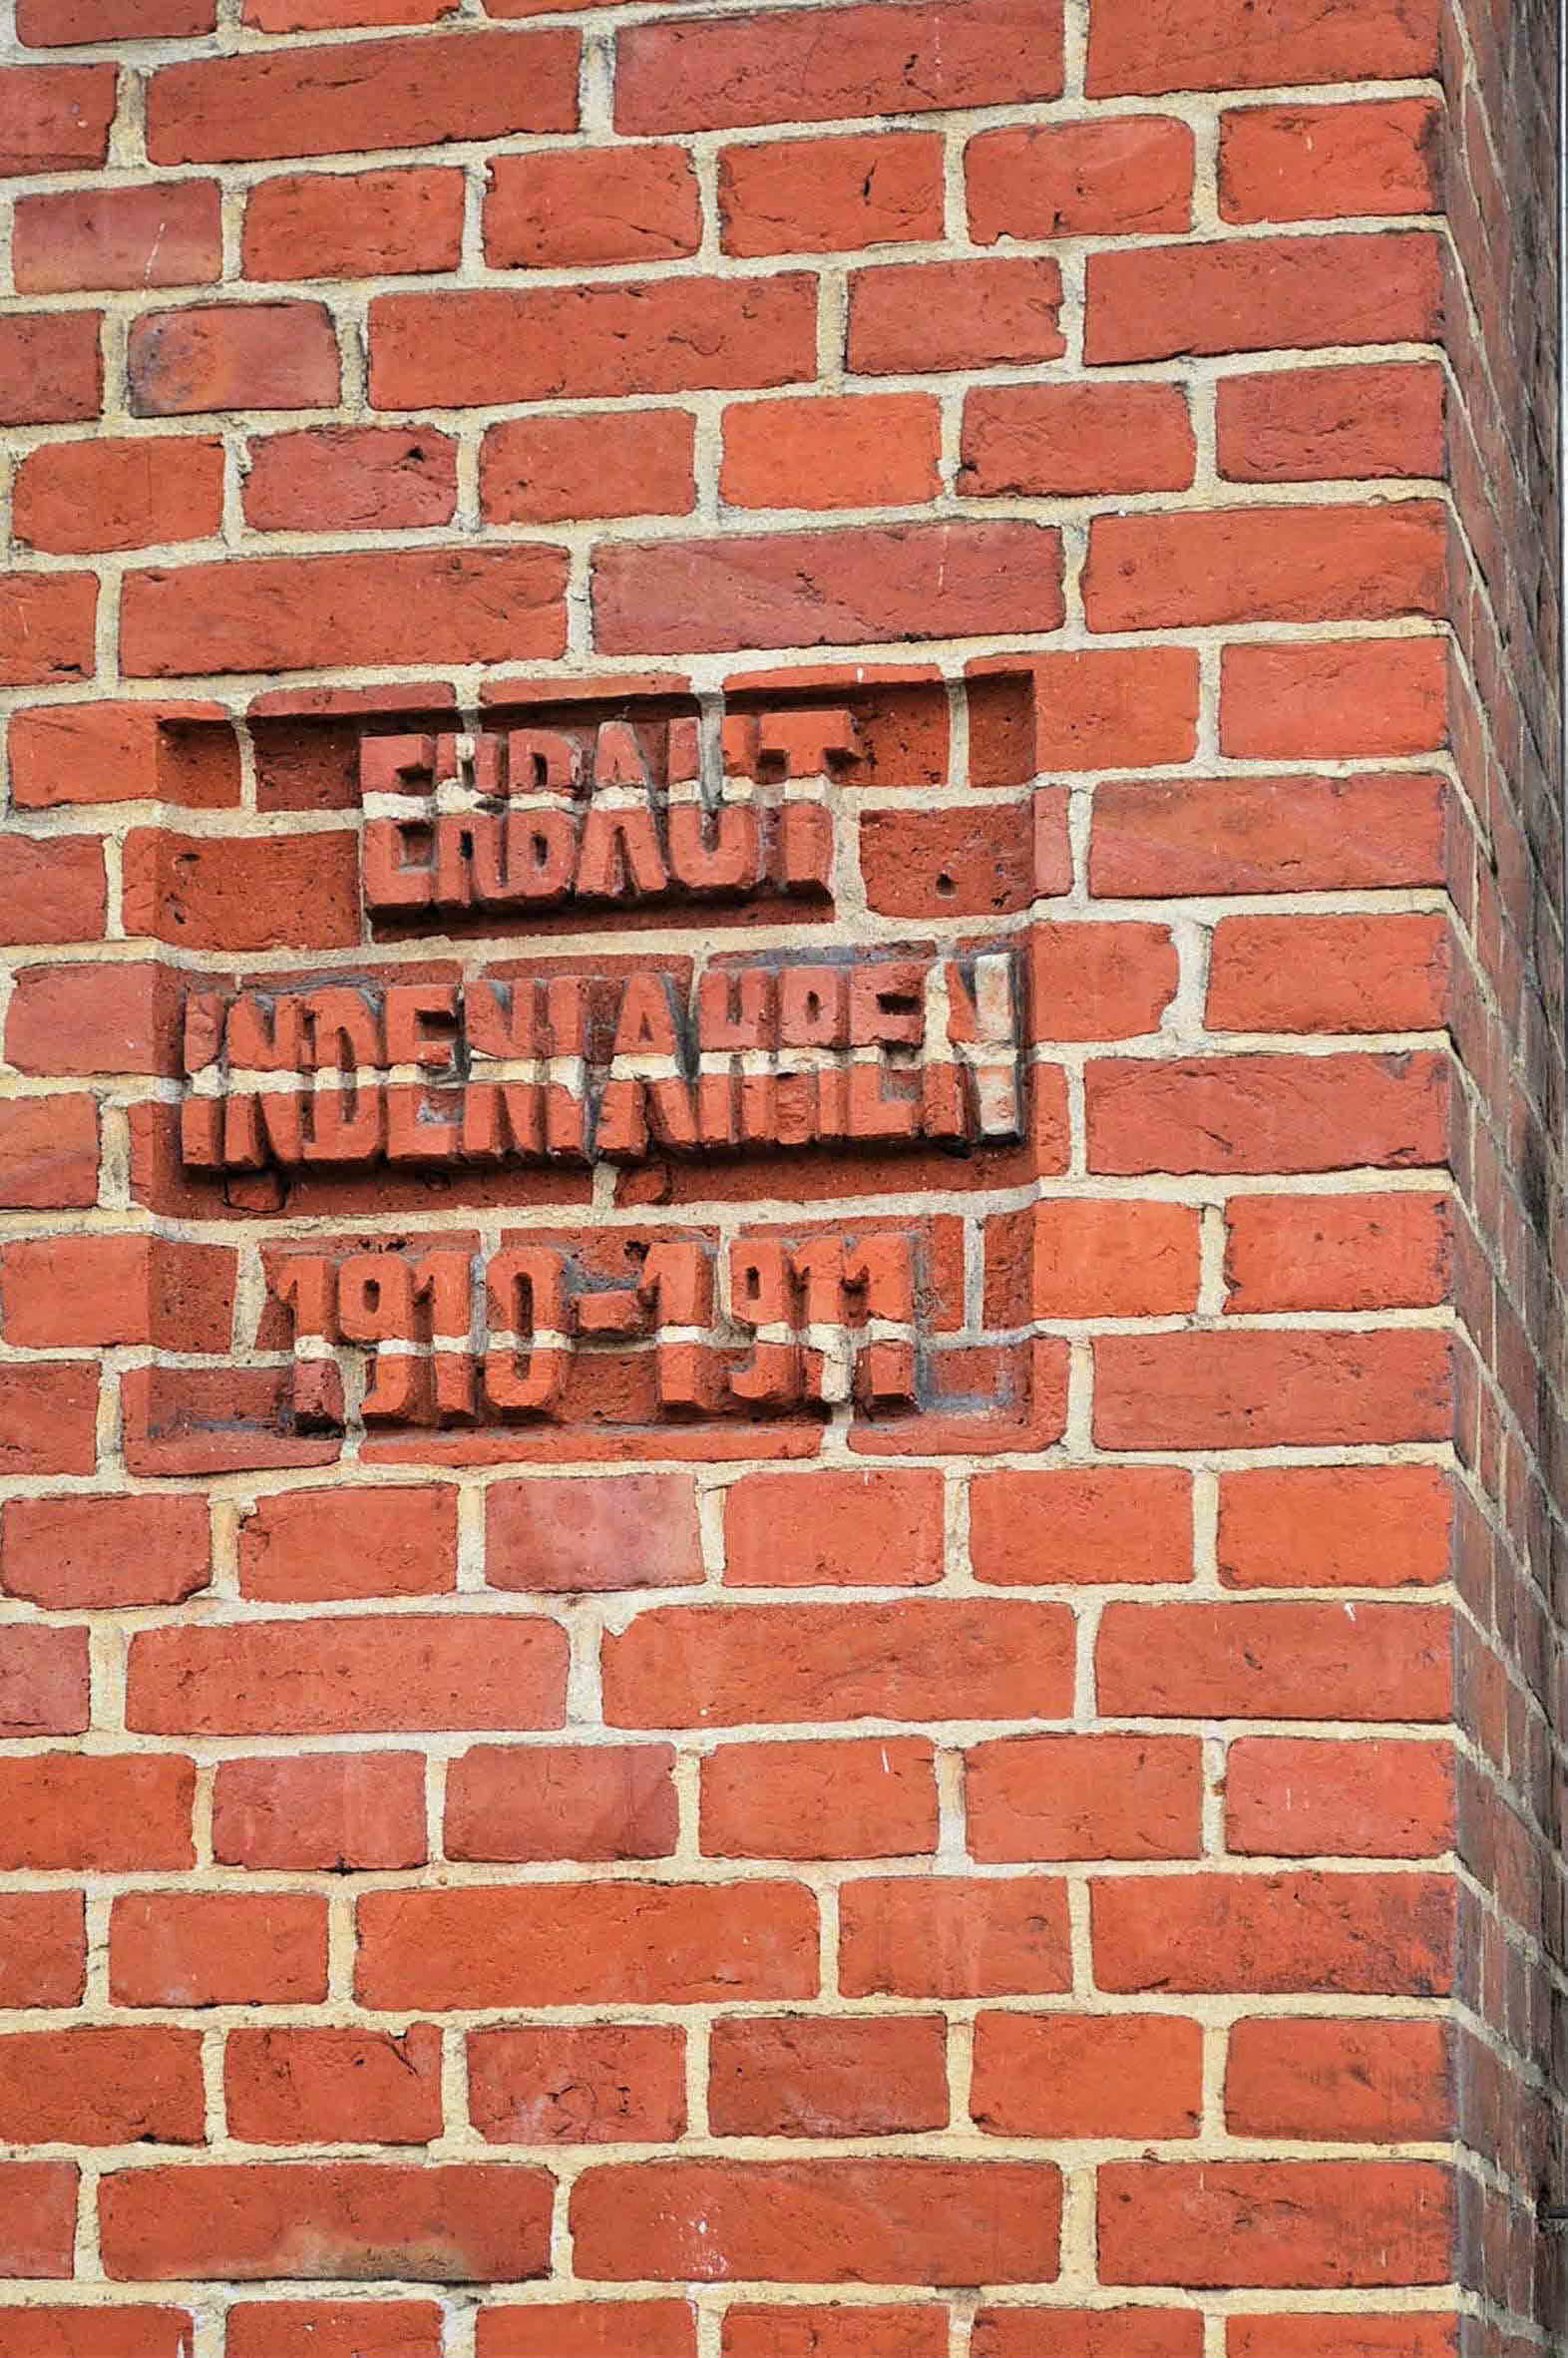 ERBAUT
IN DEN JAHREN
1910-1911